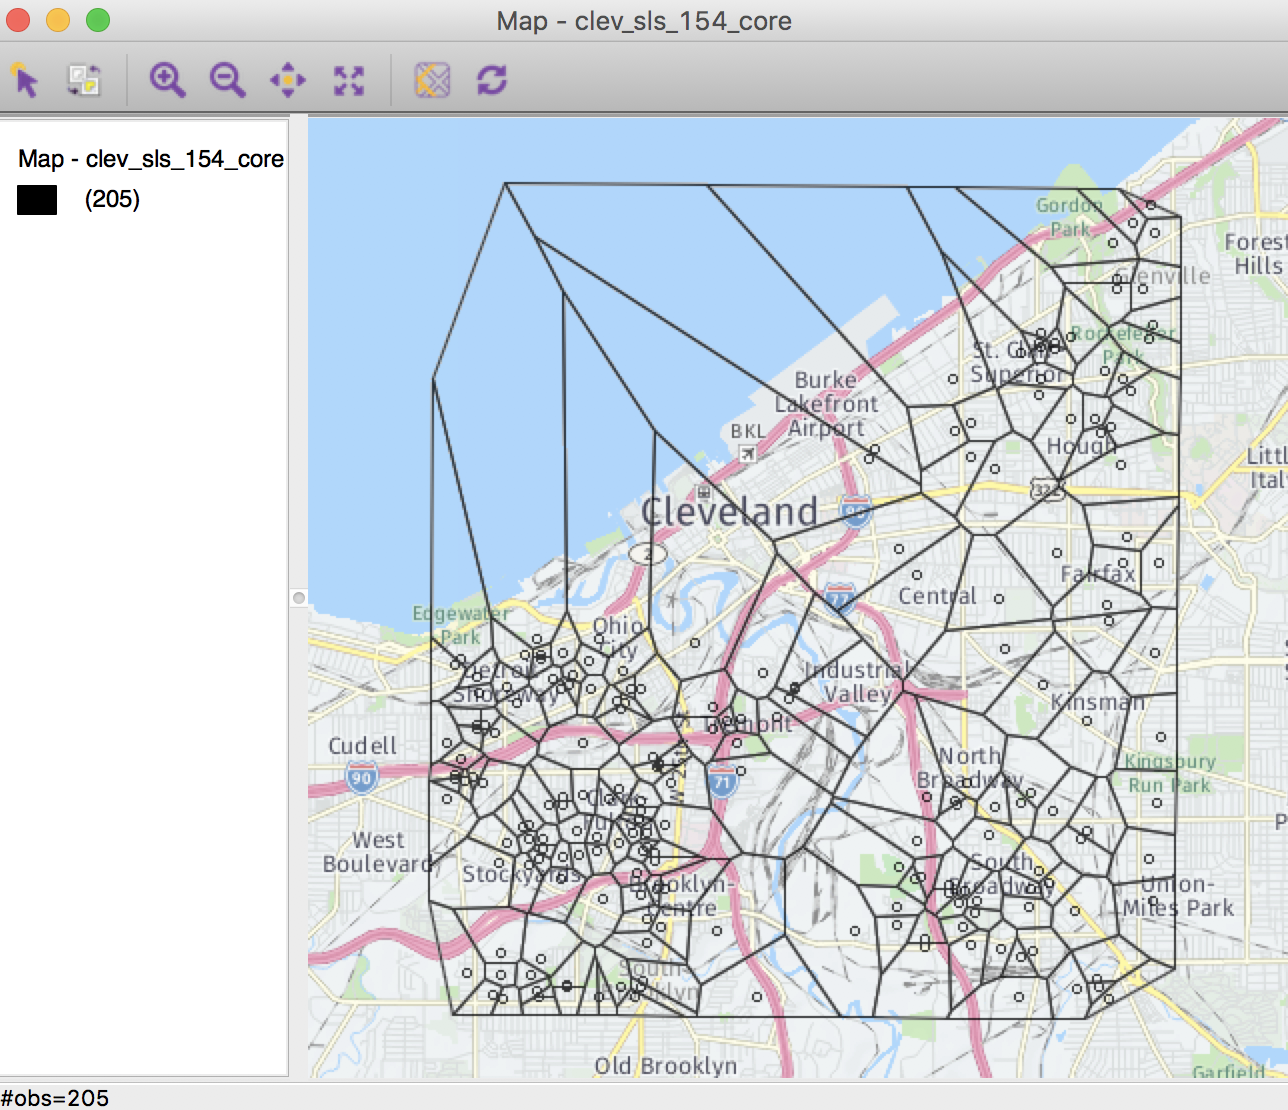 Map - clev_sls_154_core
Map - clev_sls_154_core
(205)
Gordon
Park
Forest
Hills
Glenville
Rockefeller
Park
St. Clair
Superior
Burke
Lakefront
Airport
BKL
Hough
Little
Ital
322
Cleveland
90
2
Fairfax
77
Central
Edgewater
Park
Ohio
City
Detroit
Shoreway
Industrial
Valley
Kinsman
Tremont
Cudell
90
71
North
Broadway
Kingsbury
Run Park
West
Boulevard
Clark
Fulton
Stockyards
South
Broadway
Brooklyn-
Centre
Union-
Miles Park
South
Brooklyn
Old Brooklyn
Garfield
#obs=205